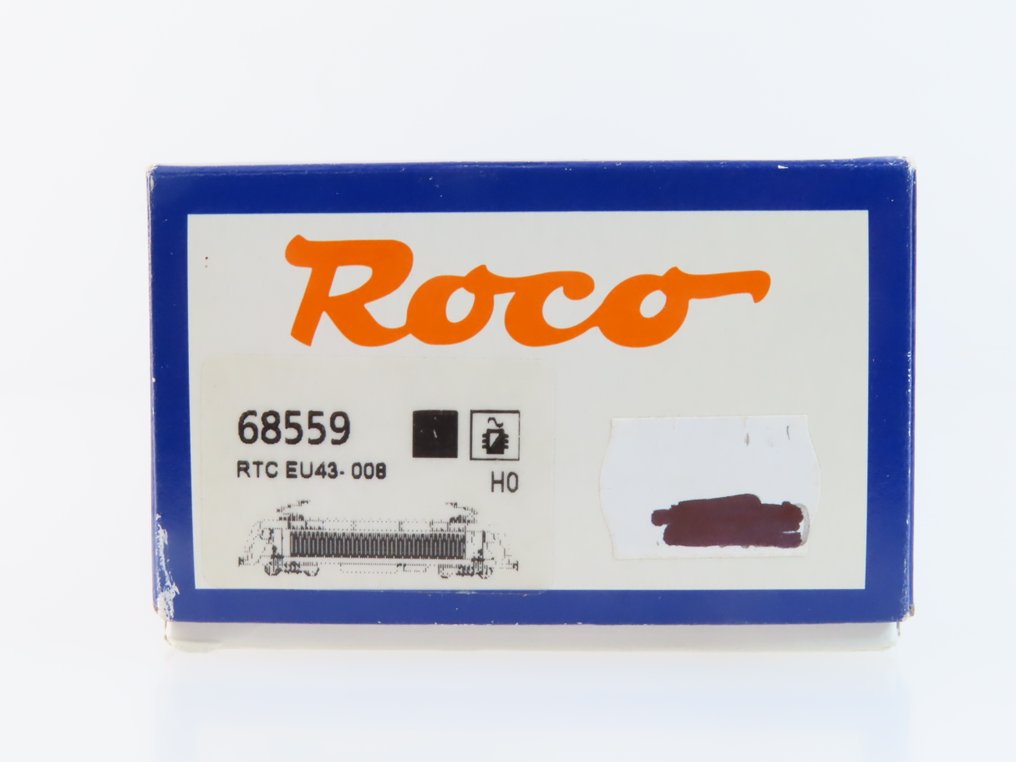 Roco
68559
RTC EU43- 008
H0